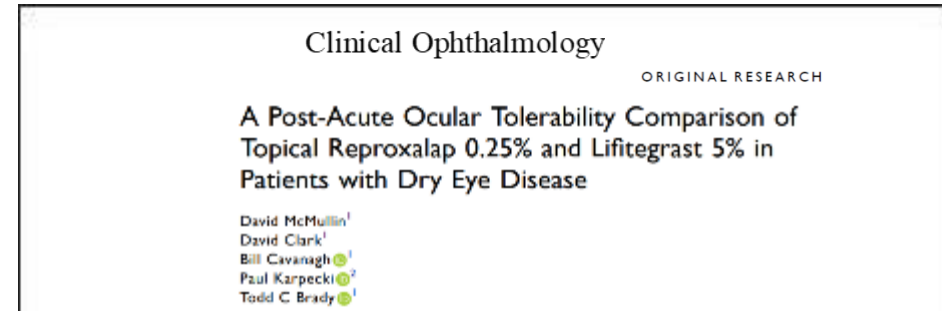 Clinical Ophthalmology
ORIGINAL RESEARCH
A Post-Acute Ocular Tolerability Comparison of
Topical Reproxalap 0.25% and Lifitegrast 5% in
Patients with Dry Eye Disease
David McMullin¹
David Clark¹
Bill Cavanagh¹
Paul Karpecki²
Todd C Brady¹